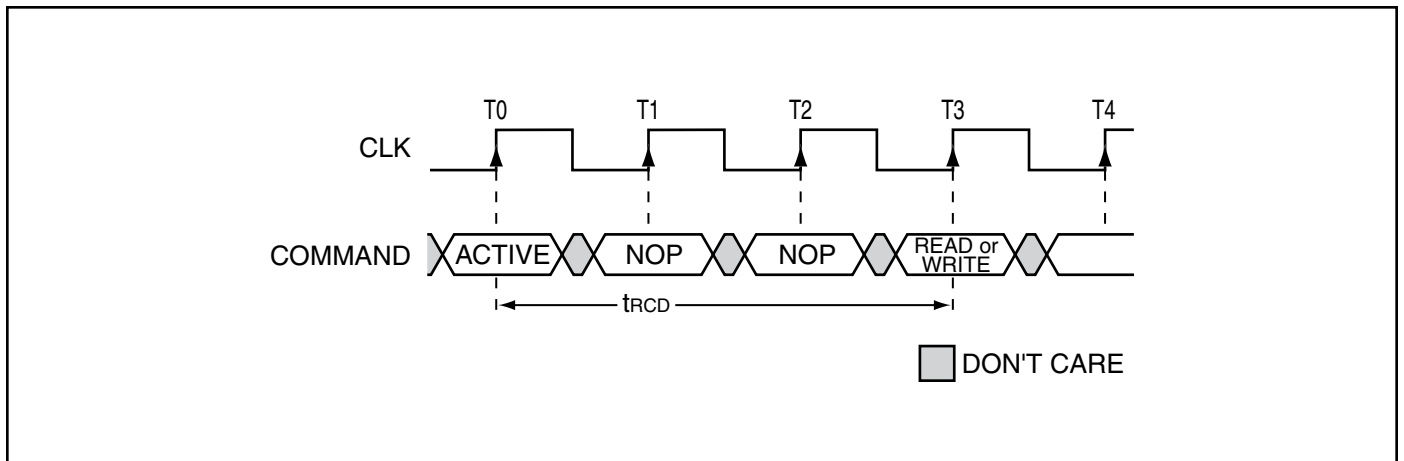 T0 T1 T2 T3 T4
CLK
COMMAND ACTIVE NOP NOP READ or
WRITE
tRCD
DON'T CARE